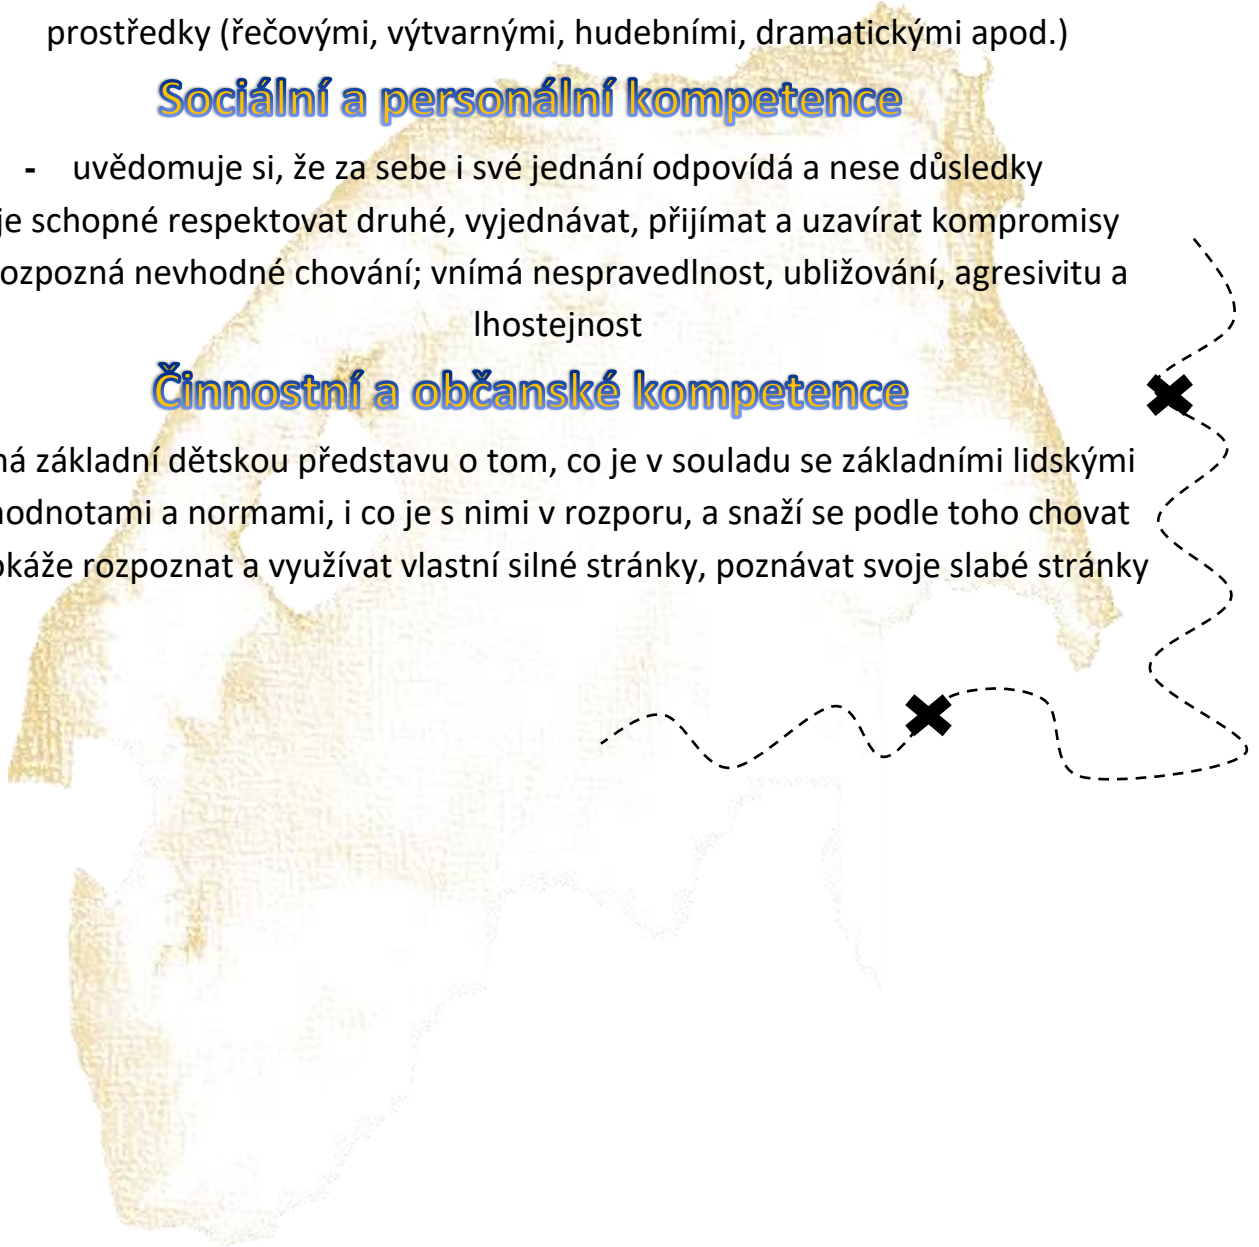 prostředky (řečovými, výtvarnými, hudebními, dramatickými apod.)
Sociální a personální kompetence
- uvědomuje si, že za sebe i své jednání odpovídá a nese důsledky
je schopné respektovat druhé, vyjednávat, přijímat a uzavírat kompromisy
ozpozná nevhodné chování; vnímá nespravedlnost, ubližování, agresivitu a
lhostejnost
Činnostní a občanské kompetence
má základní dětskou představu o tom, co je v souladu se základními lidskými
hodnotami a normami, i co je s nimi v rozporu, a snaží se podle toho chovat
okáže rozpoznat a využívat vlastní silné stránky, poznávat svoje slabé stránky